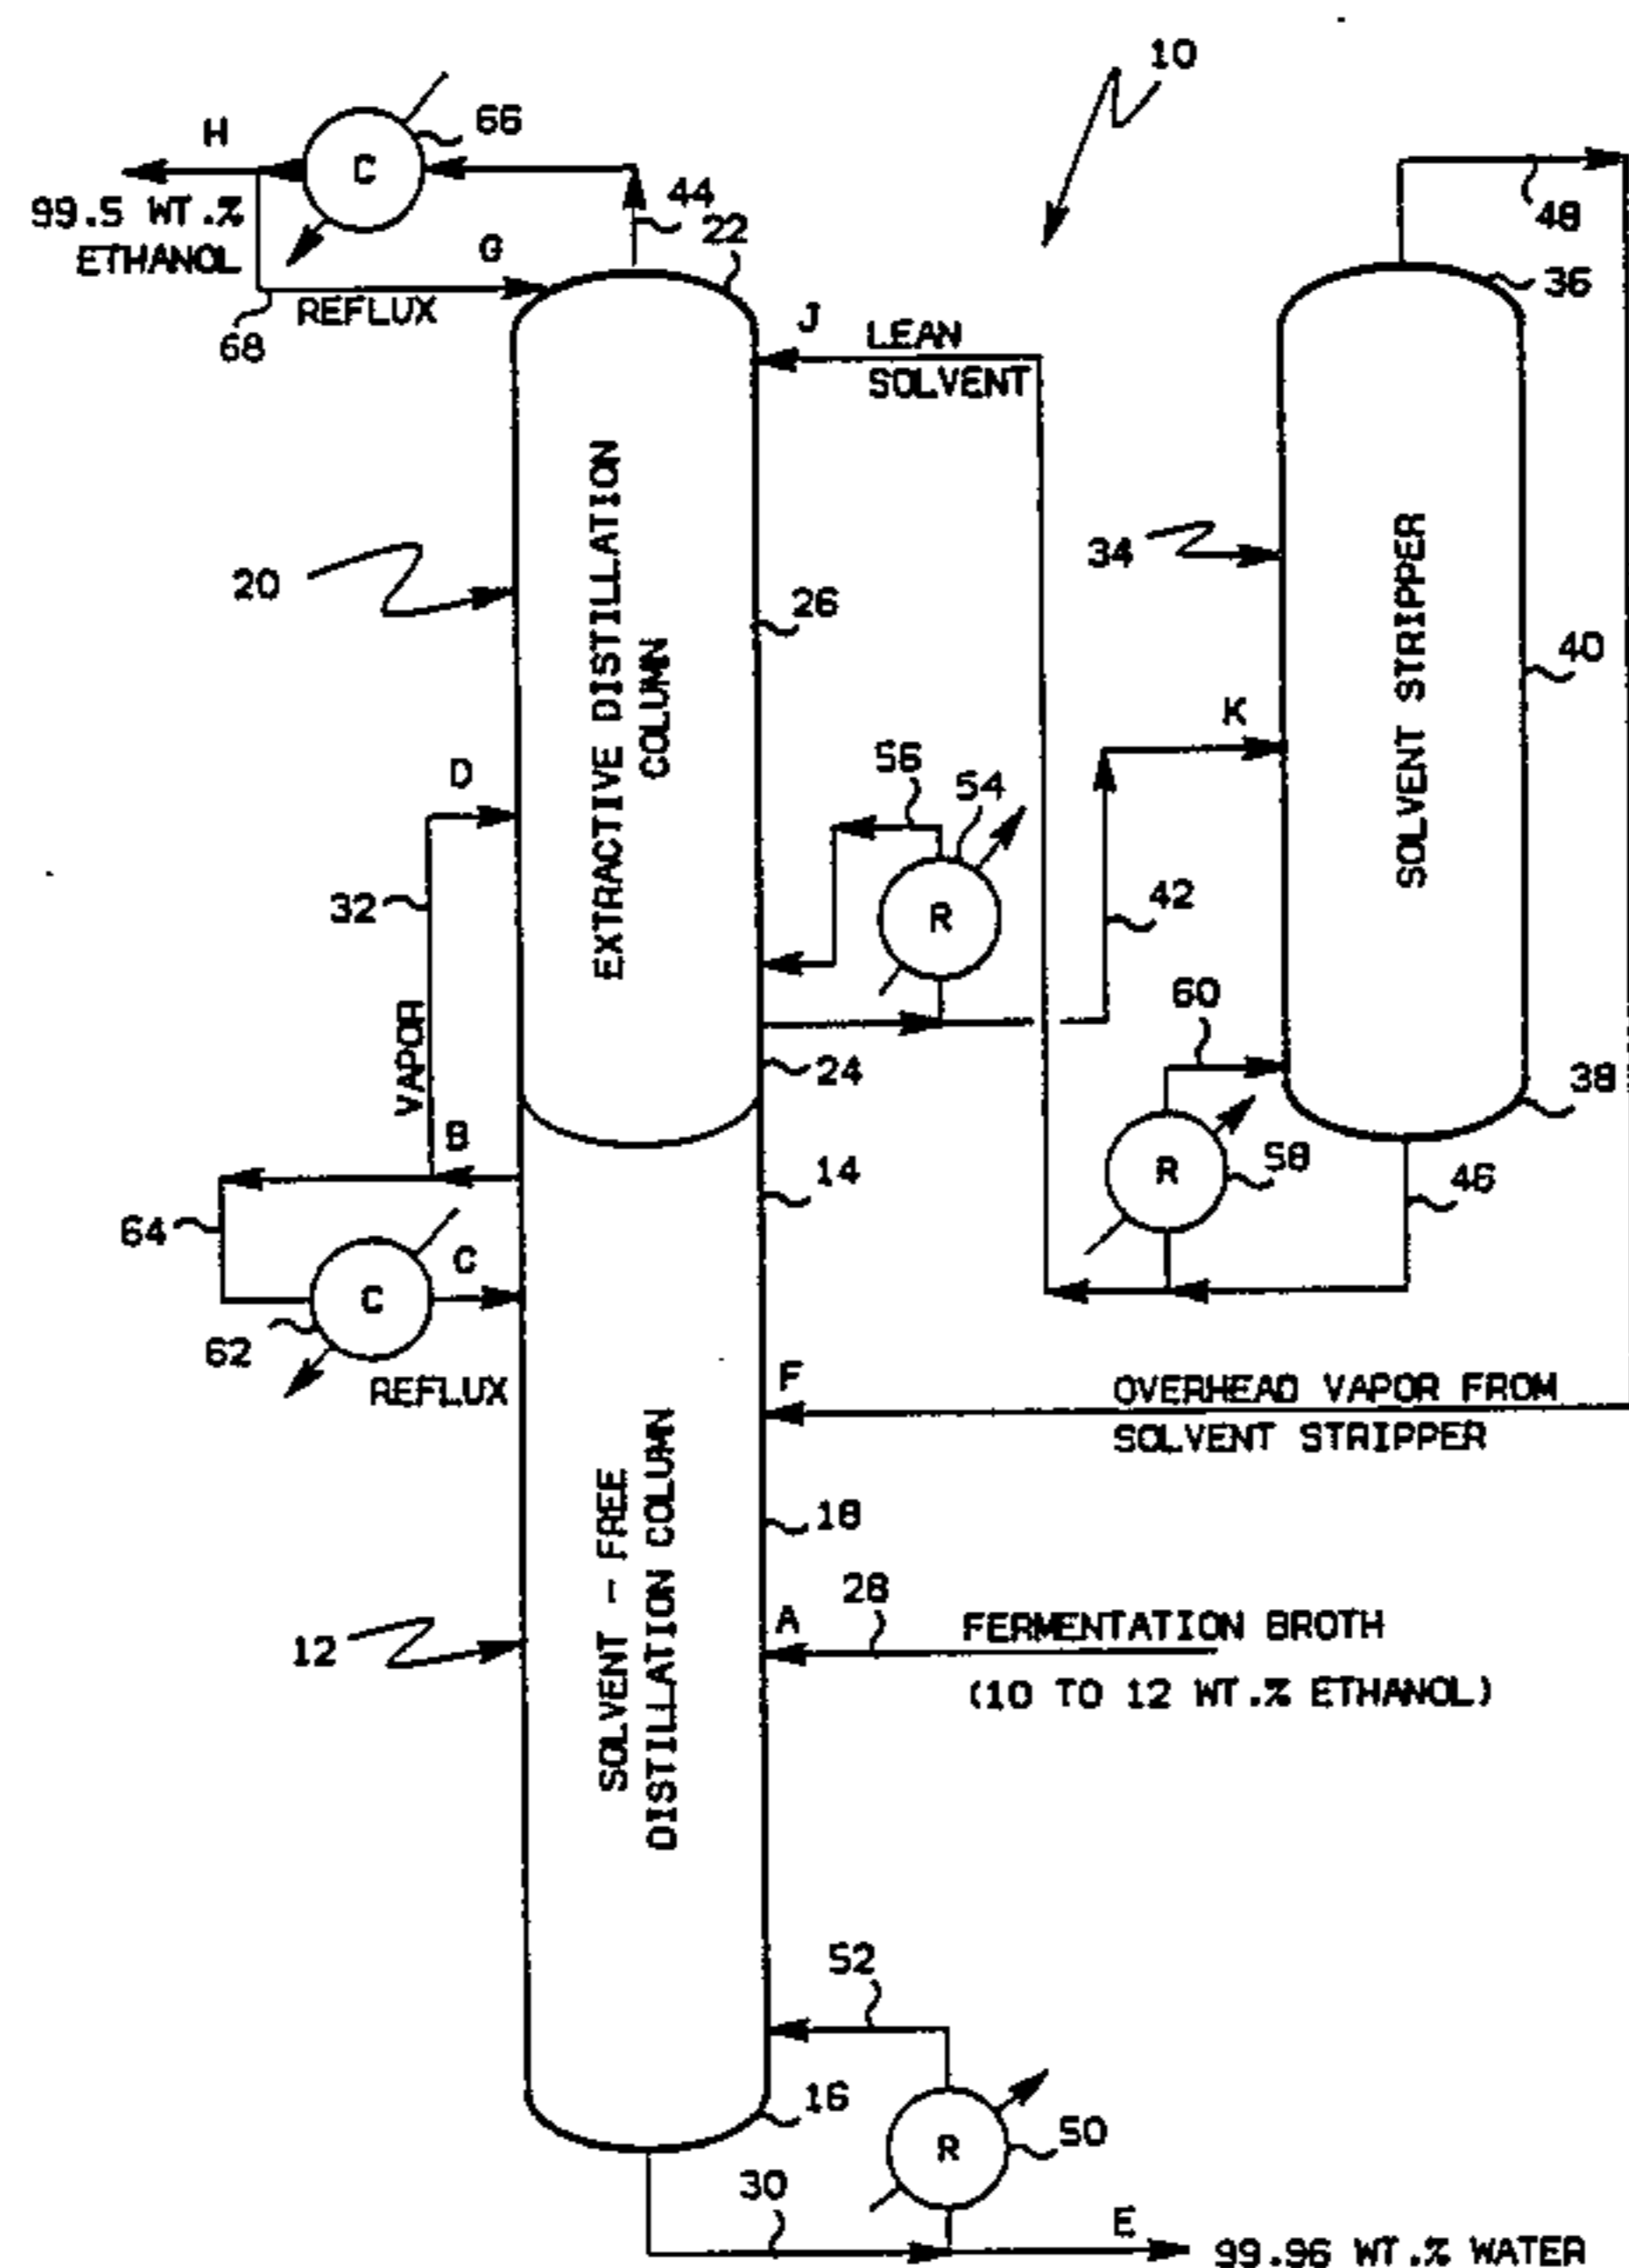 10
H
C
66
99.5 WT.%
ETHANOL
44
22
48
G
REFLUX
68
36
J
LEAN
SOLVENT
EXTRACTIVE DISTILLATION
COLUMN
20
26
34
SOLVENT STRIPPER
40
K
D
56
54
R
32
42
VAPOR
60
24
38
B
14
R
58
46
64
C
C
62
REFLUX
F
OVERHEAD VAPOR FROM
SOLVENT STRIPPER
SOLVENT - FREE
DISTILLATION COLUMN
18
28
A
FERMENTATION BROTH
12
(10 TO 12 WT.% ETHANOL)
52
16
R
50
30
E
99.96 WT.% WATER